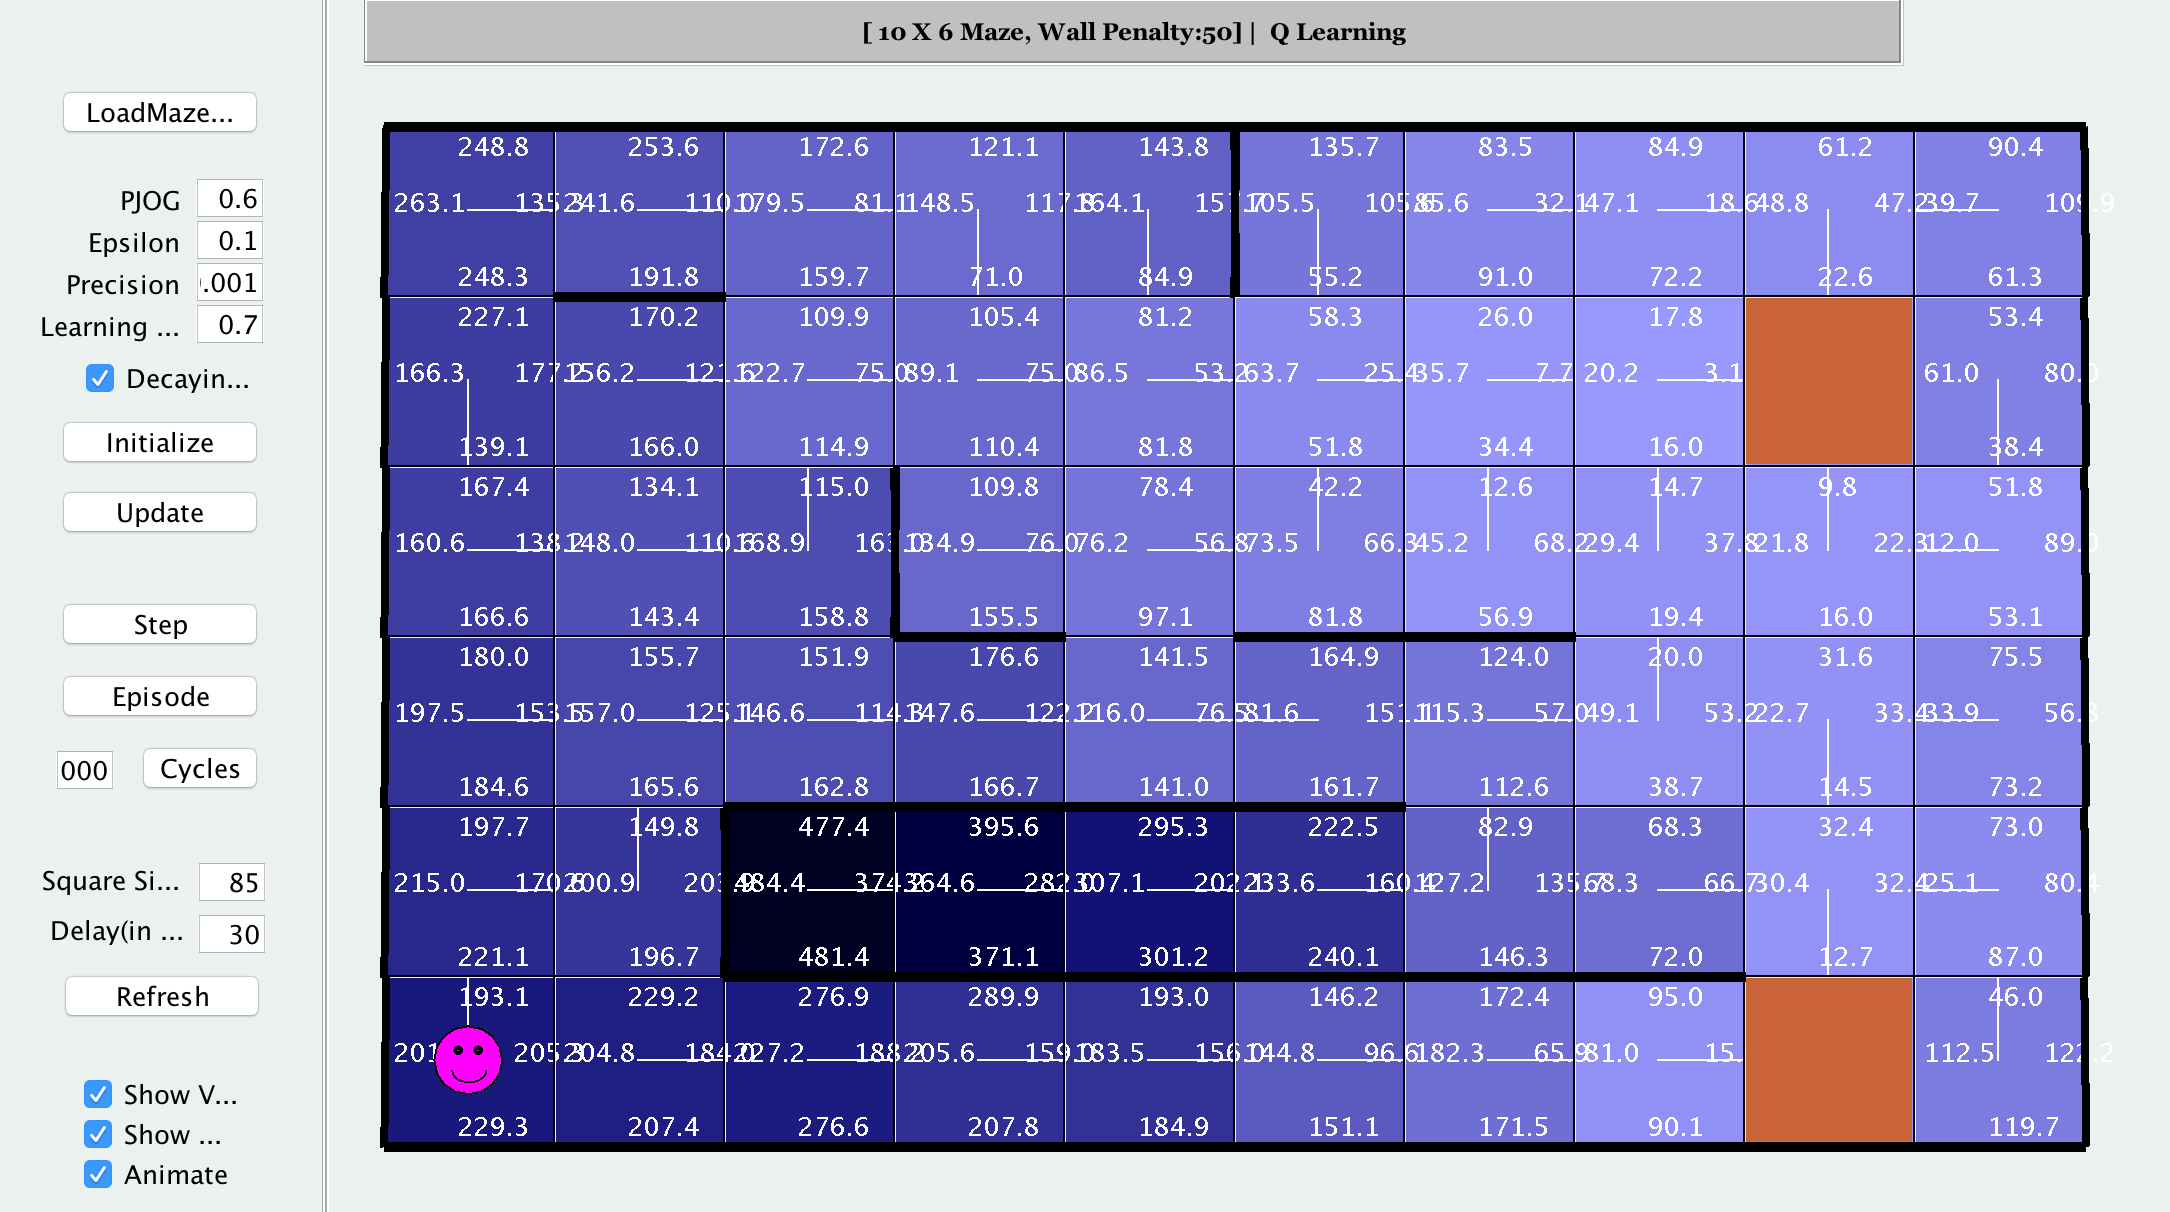 [ 10 X 6 Maze, Wall Penalty:50] | Q Learning
LoadMaze...
PJOG 0.6
Epsilon 0.1
Precision .001
Learning ... 0.7
Decayin...
Initialize
Update
Step
Episode
000 Cycles
Square Si... 85
Delay(in ... 30
Refresh
Show V...
Show ...
Animate
248.8 253.6 172.6 121.1 143.8 135.7 83.5 84.9 61.2 90.4
263.1 241.6 110.0 179.5 81.1 148.5 117.8 164.1 105.5 85.6 32.1 47.1 18.6 48.8 47.2 39.7 109.9
248.3 191.8 159.7 71.0 84.9 55.2 91.0 72.2 22.6 61.3
227.1 170.2 109.9 105.4 81.2 58.3 26.0 17.8 53.4
166.3 177.2 156.2 121.6 122.7 75.0 89.1 75.0 86.5 53.2 63.7 25.4 35.7 7.7 20.2 3.1 61.0 80.
139.1 166.0 114.9 110.4 81.8 51.8 34.4 16.0 38.4
167.4 134.1 115.0 109.8 78.4 42.2 12.6 14.7 9.8 51.8
160.6 138.2 148.0 110.3 168.9 163.0 134.9 76.0 76.2 56.8 73.5 66.3 45.2 68.2 29.4 37.8 21.8 22.3 12.0 89.
166.6 143.4 158.8 155.5 97.1 81.8 56.9 19.4 16.0 53.1
180.0 155.7 151.9 176.6 141.5 164.9 124.0 20.0 31.6 75.5
197.5 153.5 157.0 125.1 146.6 114.3 147.6 122.2 116.0 76.5 81.6 151.1 115.3 57.0 49.1 53.2 22.7 33.4 33.9 56.
184.6 165.6 162.8 166.7 141.0 161.7 112.6 38.7 14.5 73.2
197.7 149.8 477.4 395.6 295.3 222.5 82.9 68.3 32.4 73.0
215.0 170.6 200.9 484.4 374.2 364.6 282.0 307.1 202.1 233.6 160.4 127.2 135.7 68.3 66.7 30.4 32.4 25.1 80.
221.1 196.7 481.4 371.1 301.2 240.1 146.3 72.0 12.7 87.0
193.1 229.2 276.9 289.9 193.0 146.2 172.4 95.0 46.0
201 205.3 204.8 184.0 227.2 188.2 205.6 159.0 183.5 156.0 144.8 96.6 182.3 65.9 81.0 15. 112.5 122.2
229.3 207.4 276.6 207.8 184.9 151.1 171.5 90.1 119.7